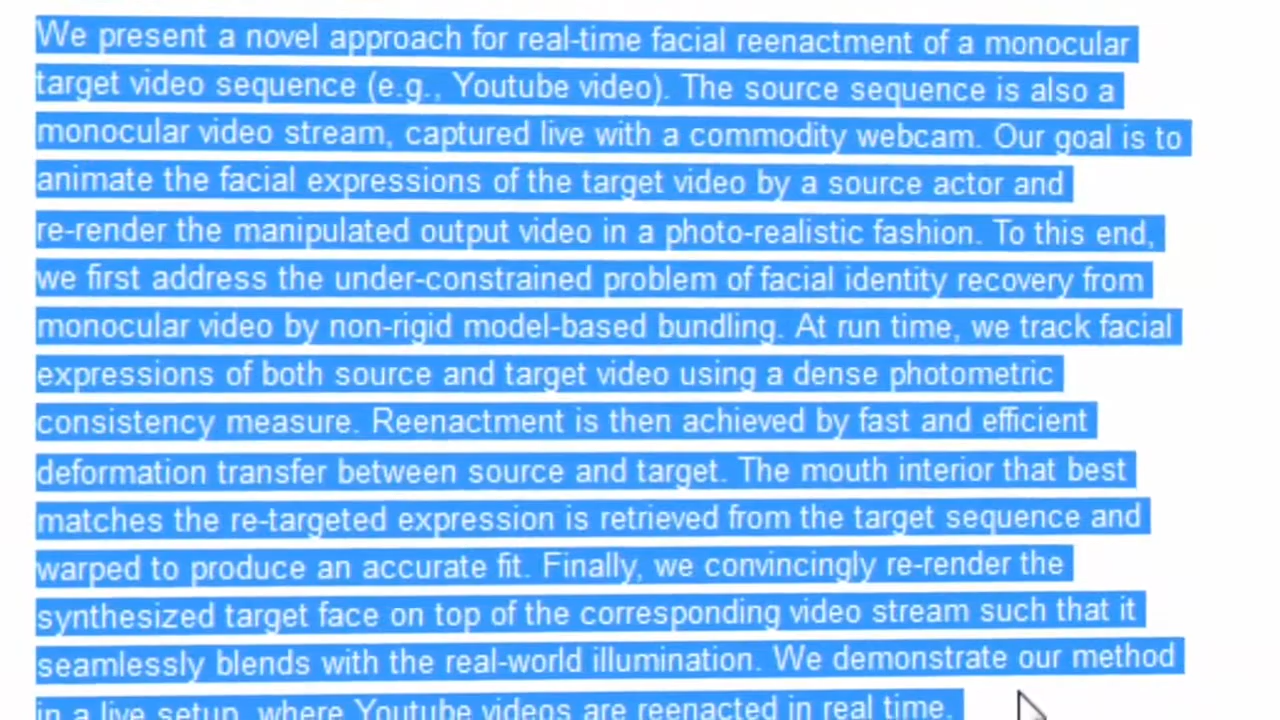 We present a novel approach for real-time facial reenactment of a monocular
target video sequence (e.g., Youtube video). The source sequence is also a
monocular video stream, captured live with a commodity webcam. Our goal is to
animate the facial expressions of the target video by a source actor and
re-render the manipulated output video in a photo-realistic fashion. To this end,
we first address the under-constrained problem of facial identity recovery from
monocular video by non-rigid model-based bundling. At run time, we track facial
expressions of both source and target video using a dense photometric
consistency measure. Reenactment is then achieved by fast and efficient
deformation transfer between source and target. The mouth interior that best
matches the re-targeted expression is retrieved from the target sequence and
warped to produce an accurate fit. Finally, we convincingly re-render the
synthesized target face on top of the corresponding video stream such that it
seamlessly blends with the real-world illumination. We demonstrate our method
in a live setup, where Youtube videos are reenacted in real time.